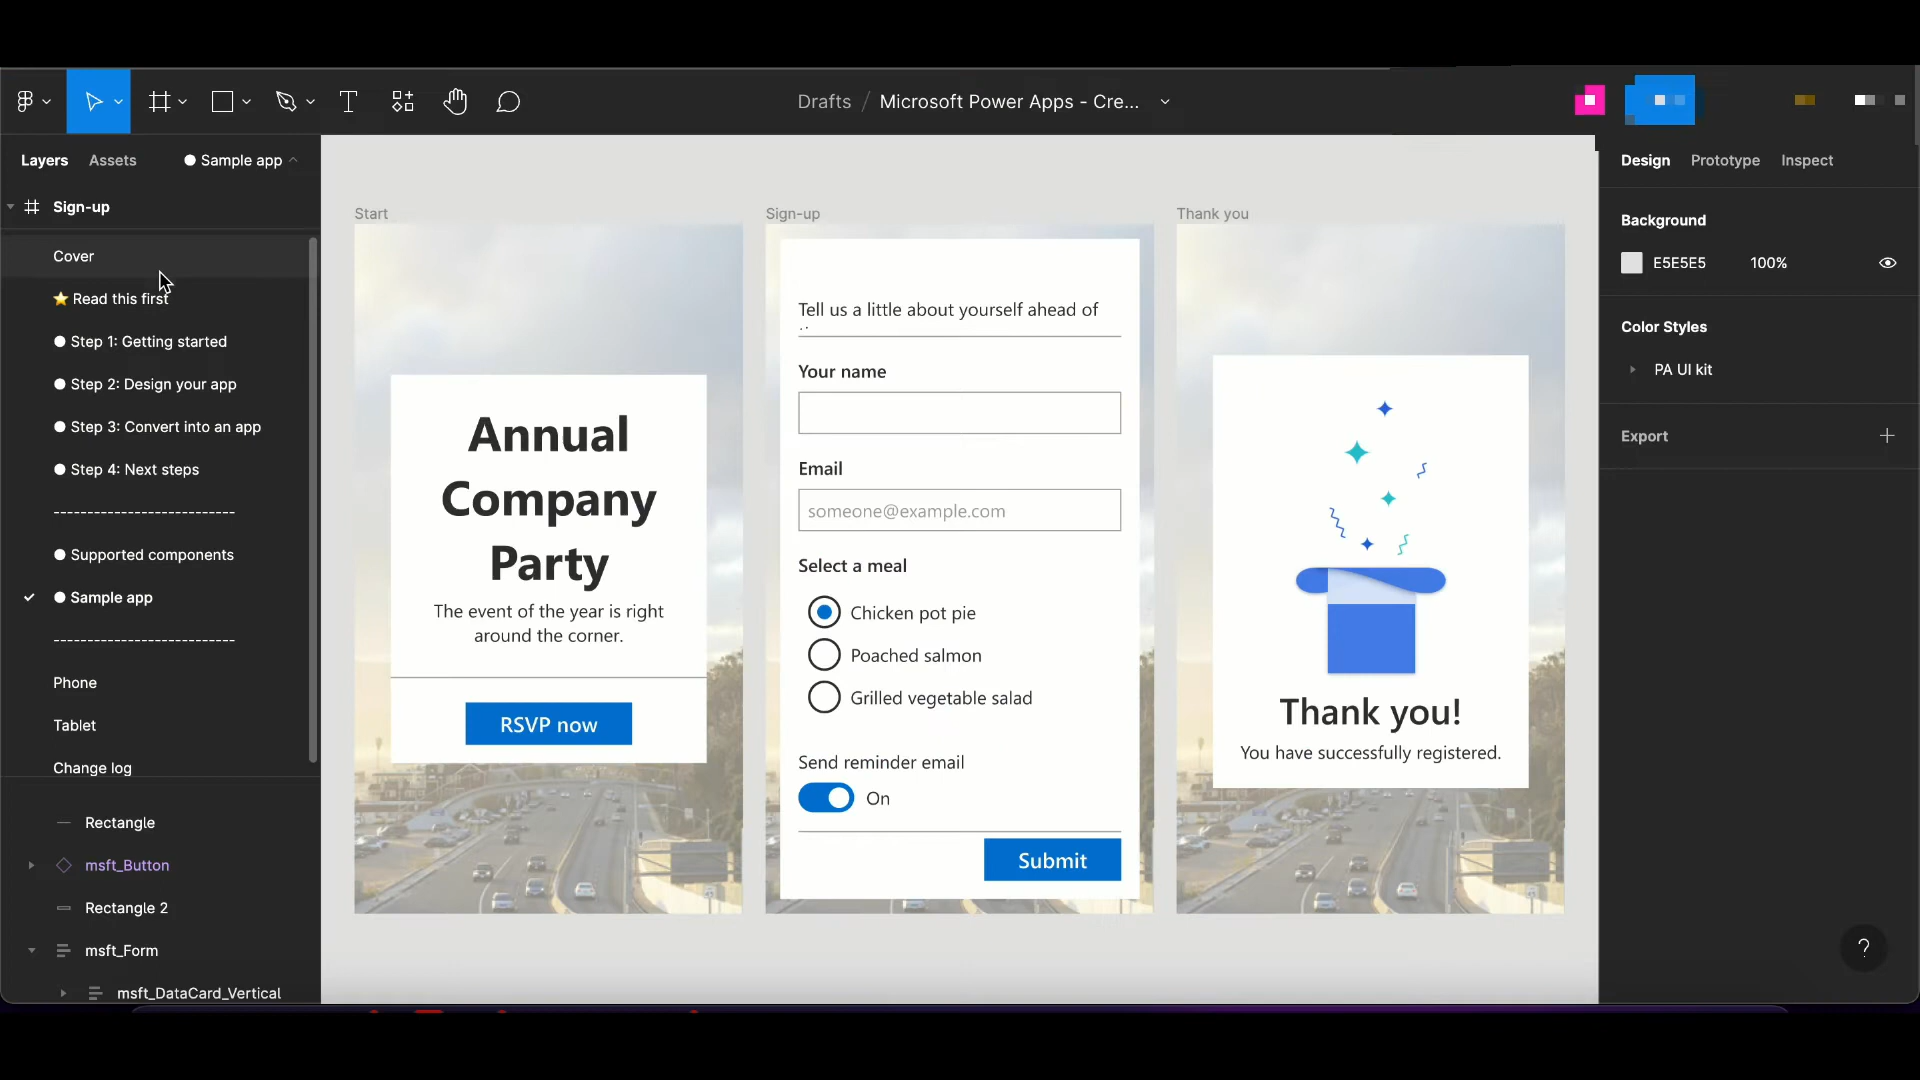 Drafts / Microsoft Power Apps - Cre...
Layers
Assets
Sample app
Sign-up
Cover
Read this first
Step 1: Getting started
Step 2: Design your app
Step 3: Convert into an app
Step 4: Next steps
---------------------------
Supported components
Sample app
---------------------------
Phone
Tablet
Change log
Rectangle
msft_Button
Rectangle 2
msft_Form
msft_DataCard_Vertical
Start
Annual
Company
Party
The event of the year is right
around the corner.
RSVP now
Sign-up
Tell us a little about yourself ahead of
Your name
Email
someone@example.com
Select a meal
Chicken pot pie
Poached salmon
Grilled vegetable salad
Send reminder email
On
Submit
Thank you
Thank you!
You have successfully registered.
Design
Prototype
Inspect
Background
E5E5E5
100%
Color Styles
PA UI kit
Export
?